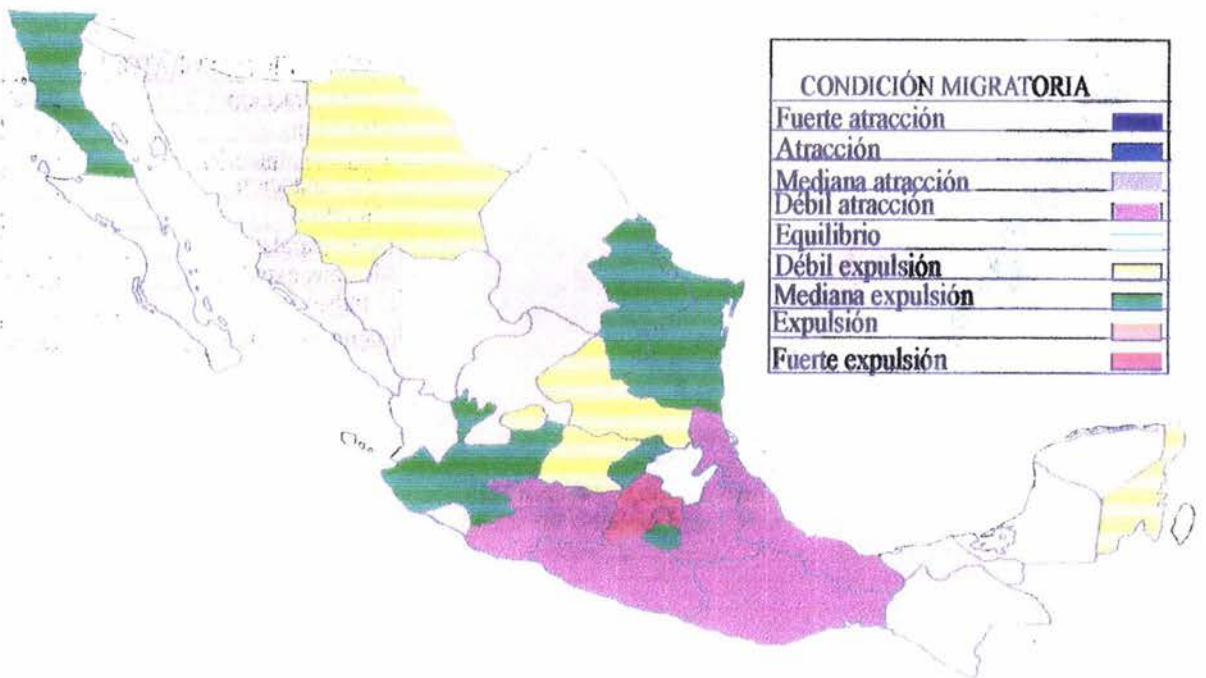 CONDICIÓN MIGRATORIA
Fuerte atracción
Atracción
Mediana atracción
Débil atracción
Equilibrio
Débil expulsión
Mediana expulsión
Expulsión
Fuerte expulsión